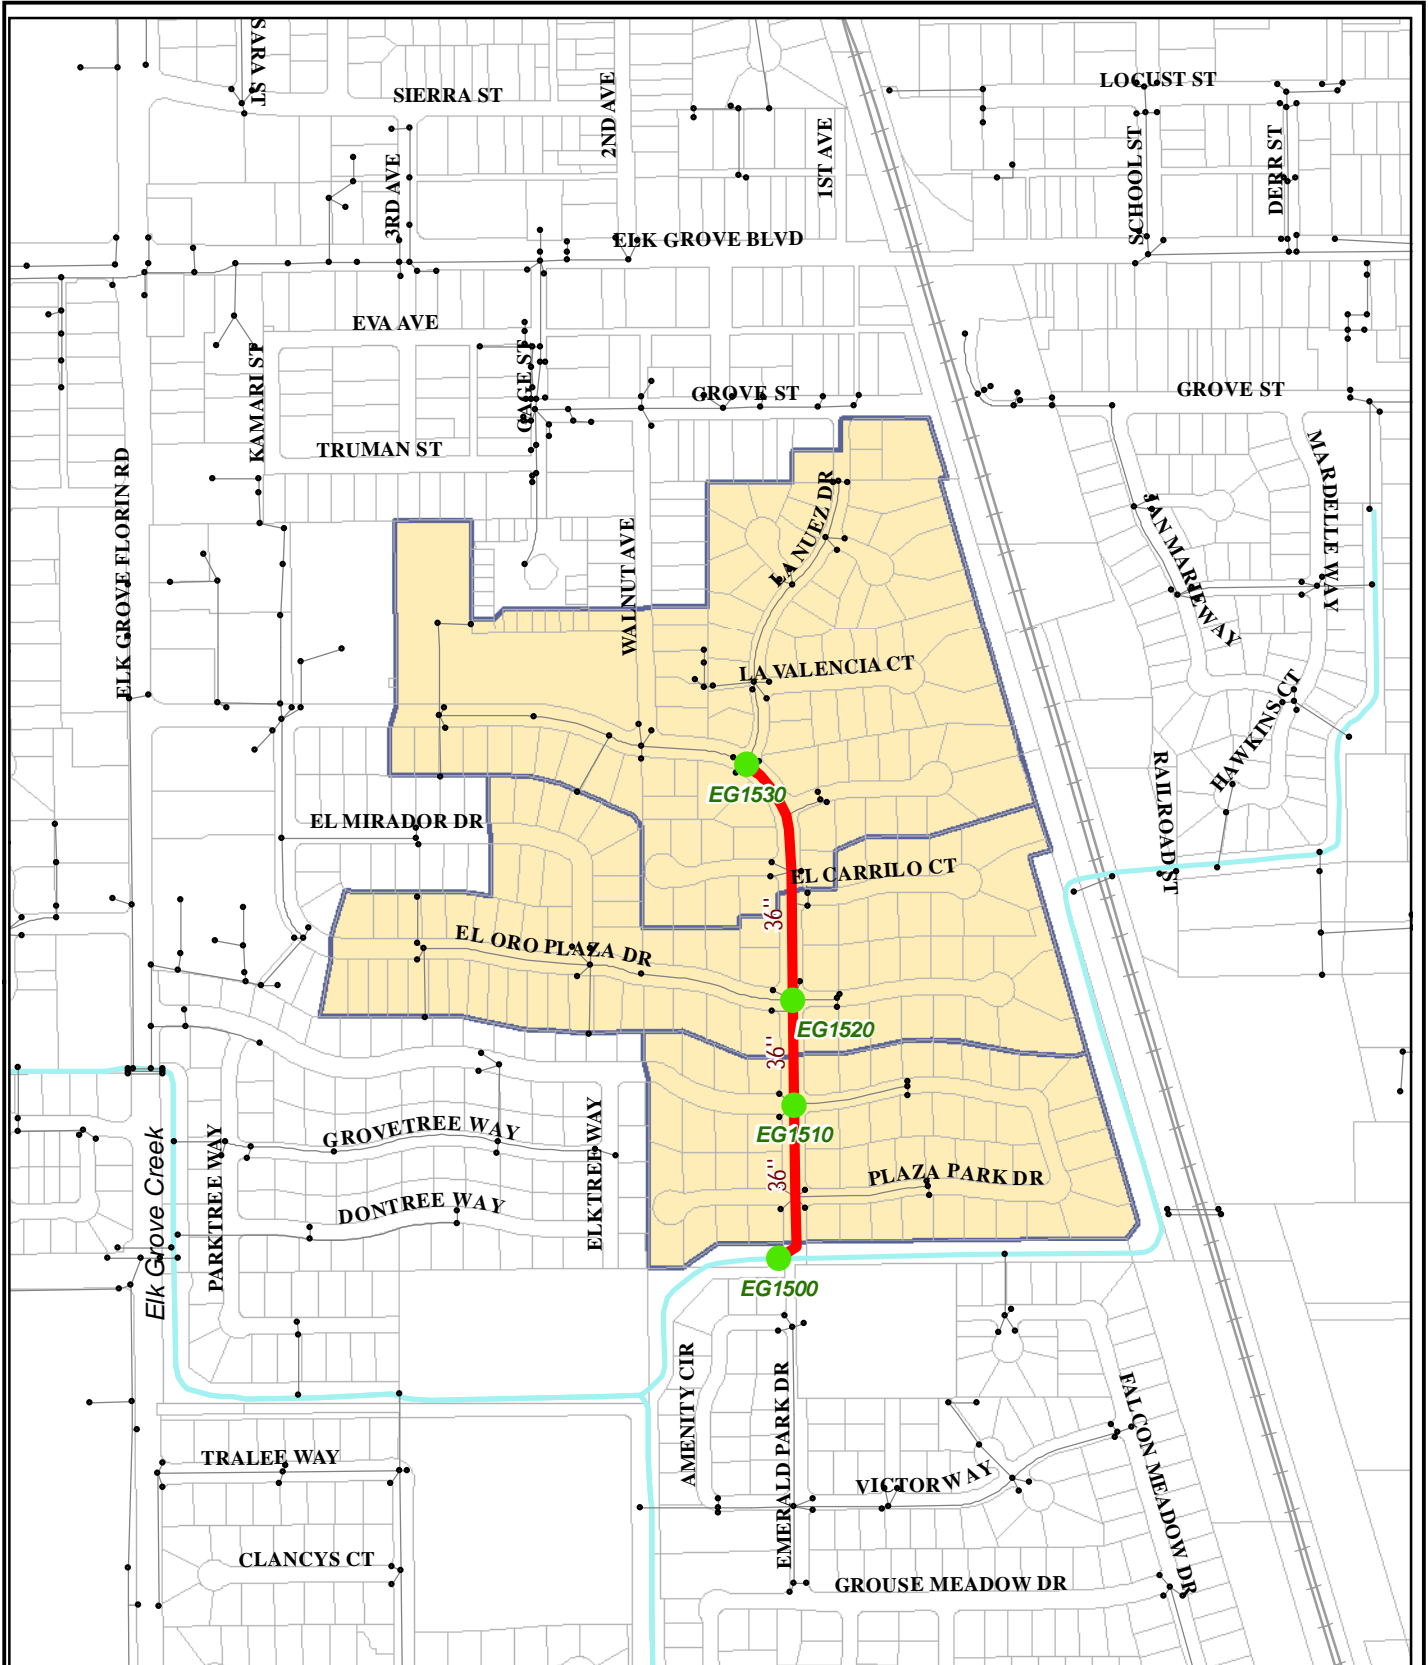 SARA ST
SIERRA ST
2ND AVE
LOCUST ST
1ST AVE
SCHOOL ST
DERR ST
3RD AVE
ELK GROVE BLVD
EVA AVE
KAMARI ST
GAGE ST
GROVE ST
GROVE ST
TRUMAN ST
ELK GROVE FLORIN RD
MARDELLE WAY
LA NUEZ DR
JAN MARIE WAY
WALNUT AVE
LA VALENCIA CT
HAWKINS CT
RAILROAD ST
EG1530
EL MIRADOR DR
EL CARRILO CT
36"
EL ORO PLAZA DR
EG1520
36"
EG1510
GROVETREE WAY
ELKTREE WAY
PARKTREE WAY
Elk Grove Creek
36"
PLAZA PARK DR
DONTREE WAY
EG1500
AMENITY CIR
EMERALD PARK DR
FALCON MEADOW DR
TRALEE WAY
VICTOR WAY
CLANCYS CT
GROUSE MEADOW DR